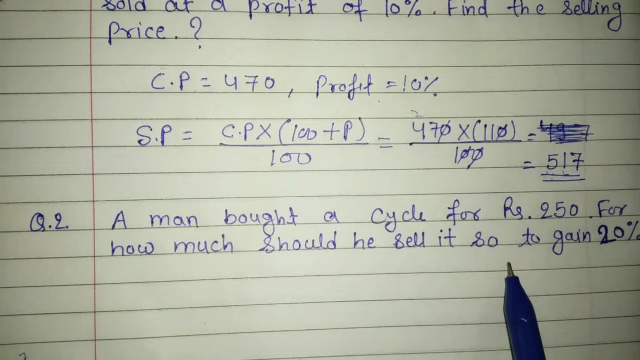 sold at a profit of 10%. Find the selling
price.?
C.P = 470, Profit = 10%
S.P = C.P X (100 + P) / 100 = 470 X (110) / 100 =
= 517
Q.2. A man bought a cycle for Rs. 250. For
how much should he sell it so to gain 20%